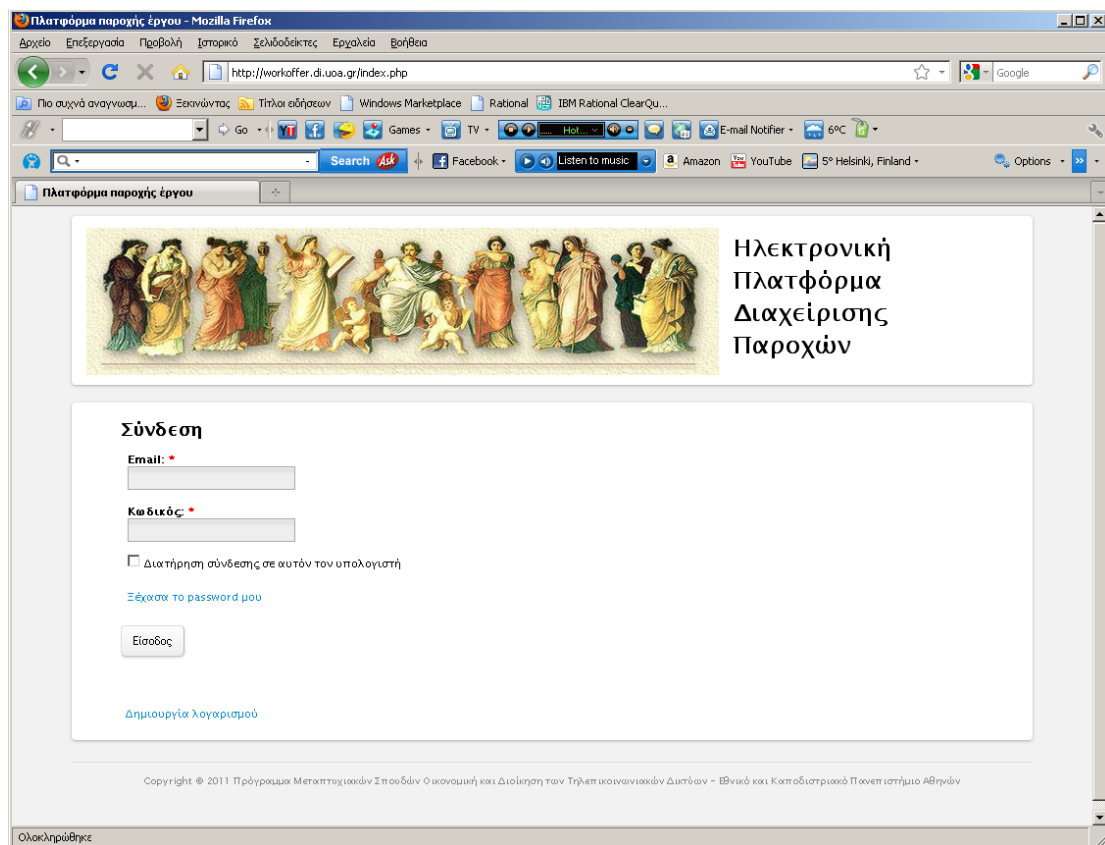 Πλατφόρμα παροχής έργου - Mozilla Firefox
Αρχείο Επεξεργασία Προβολή Ιστορικό Σελιδοδείκτες Εργαλεία Βοήθεια
http://workoffer.di.uoa.gr/index.php Google
Πιο συχνά αναγνωσμ... Ξεκινώντας Τίτλοι ειδήσεων Windows Marketplace Rational IBM Rational ClearQu...
Go YT Games TV Hot... E-mail Notifier 6°C
Search Ask Facebook Listen to music Amazon YouTube 5° Helsinki, Finland Options
Πλατφόρμα παροχής έργου
Ηλεκτρονική
Πλατφόρμα
Διαχείρισης
Παροχών
Σύνδεση
Email: *
Κωδικός: *
Διατήρηση σύνδεσης σε αυτόν τον υπολογιστή
Ξέχασα το password μου
Είσοδος
Δημιουργία λογαρισμού
Copyright © 2011 Πρόγραμμα Μεταπτυχιακών Σπουδών Οικονομική και Διοίκηση των Τηλεπικοινωνιακών Δικτύων - Εθνικό και Καποδιστριακό Πανεπιστήμιο Αθηνών
Ολοκληρώθηκε